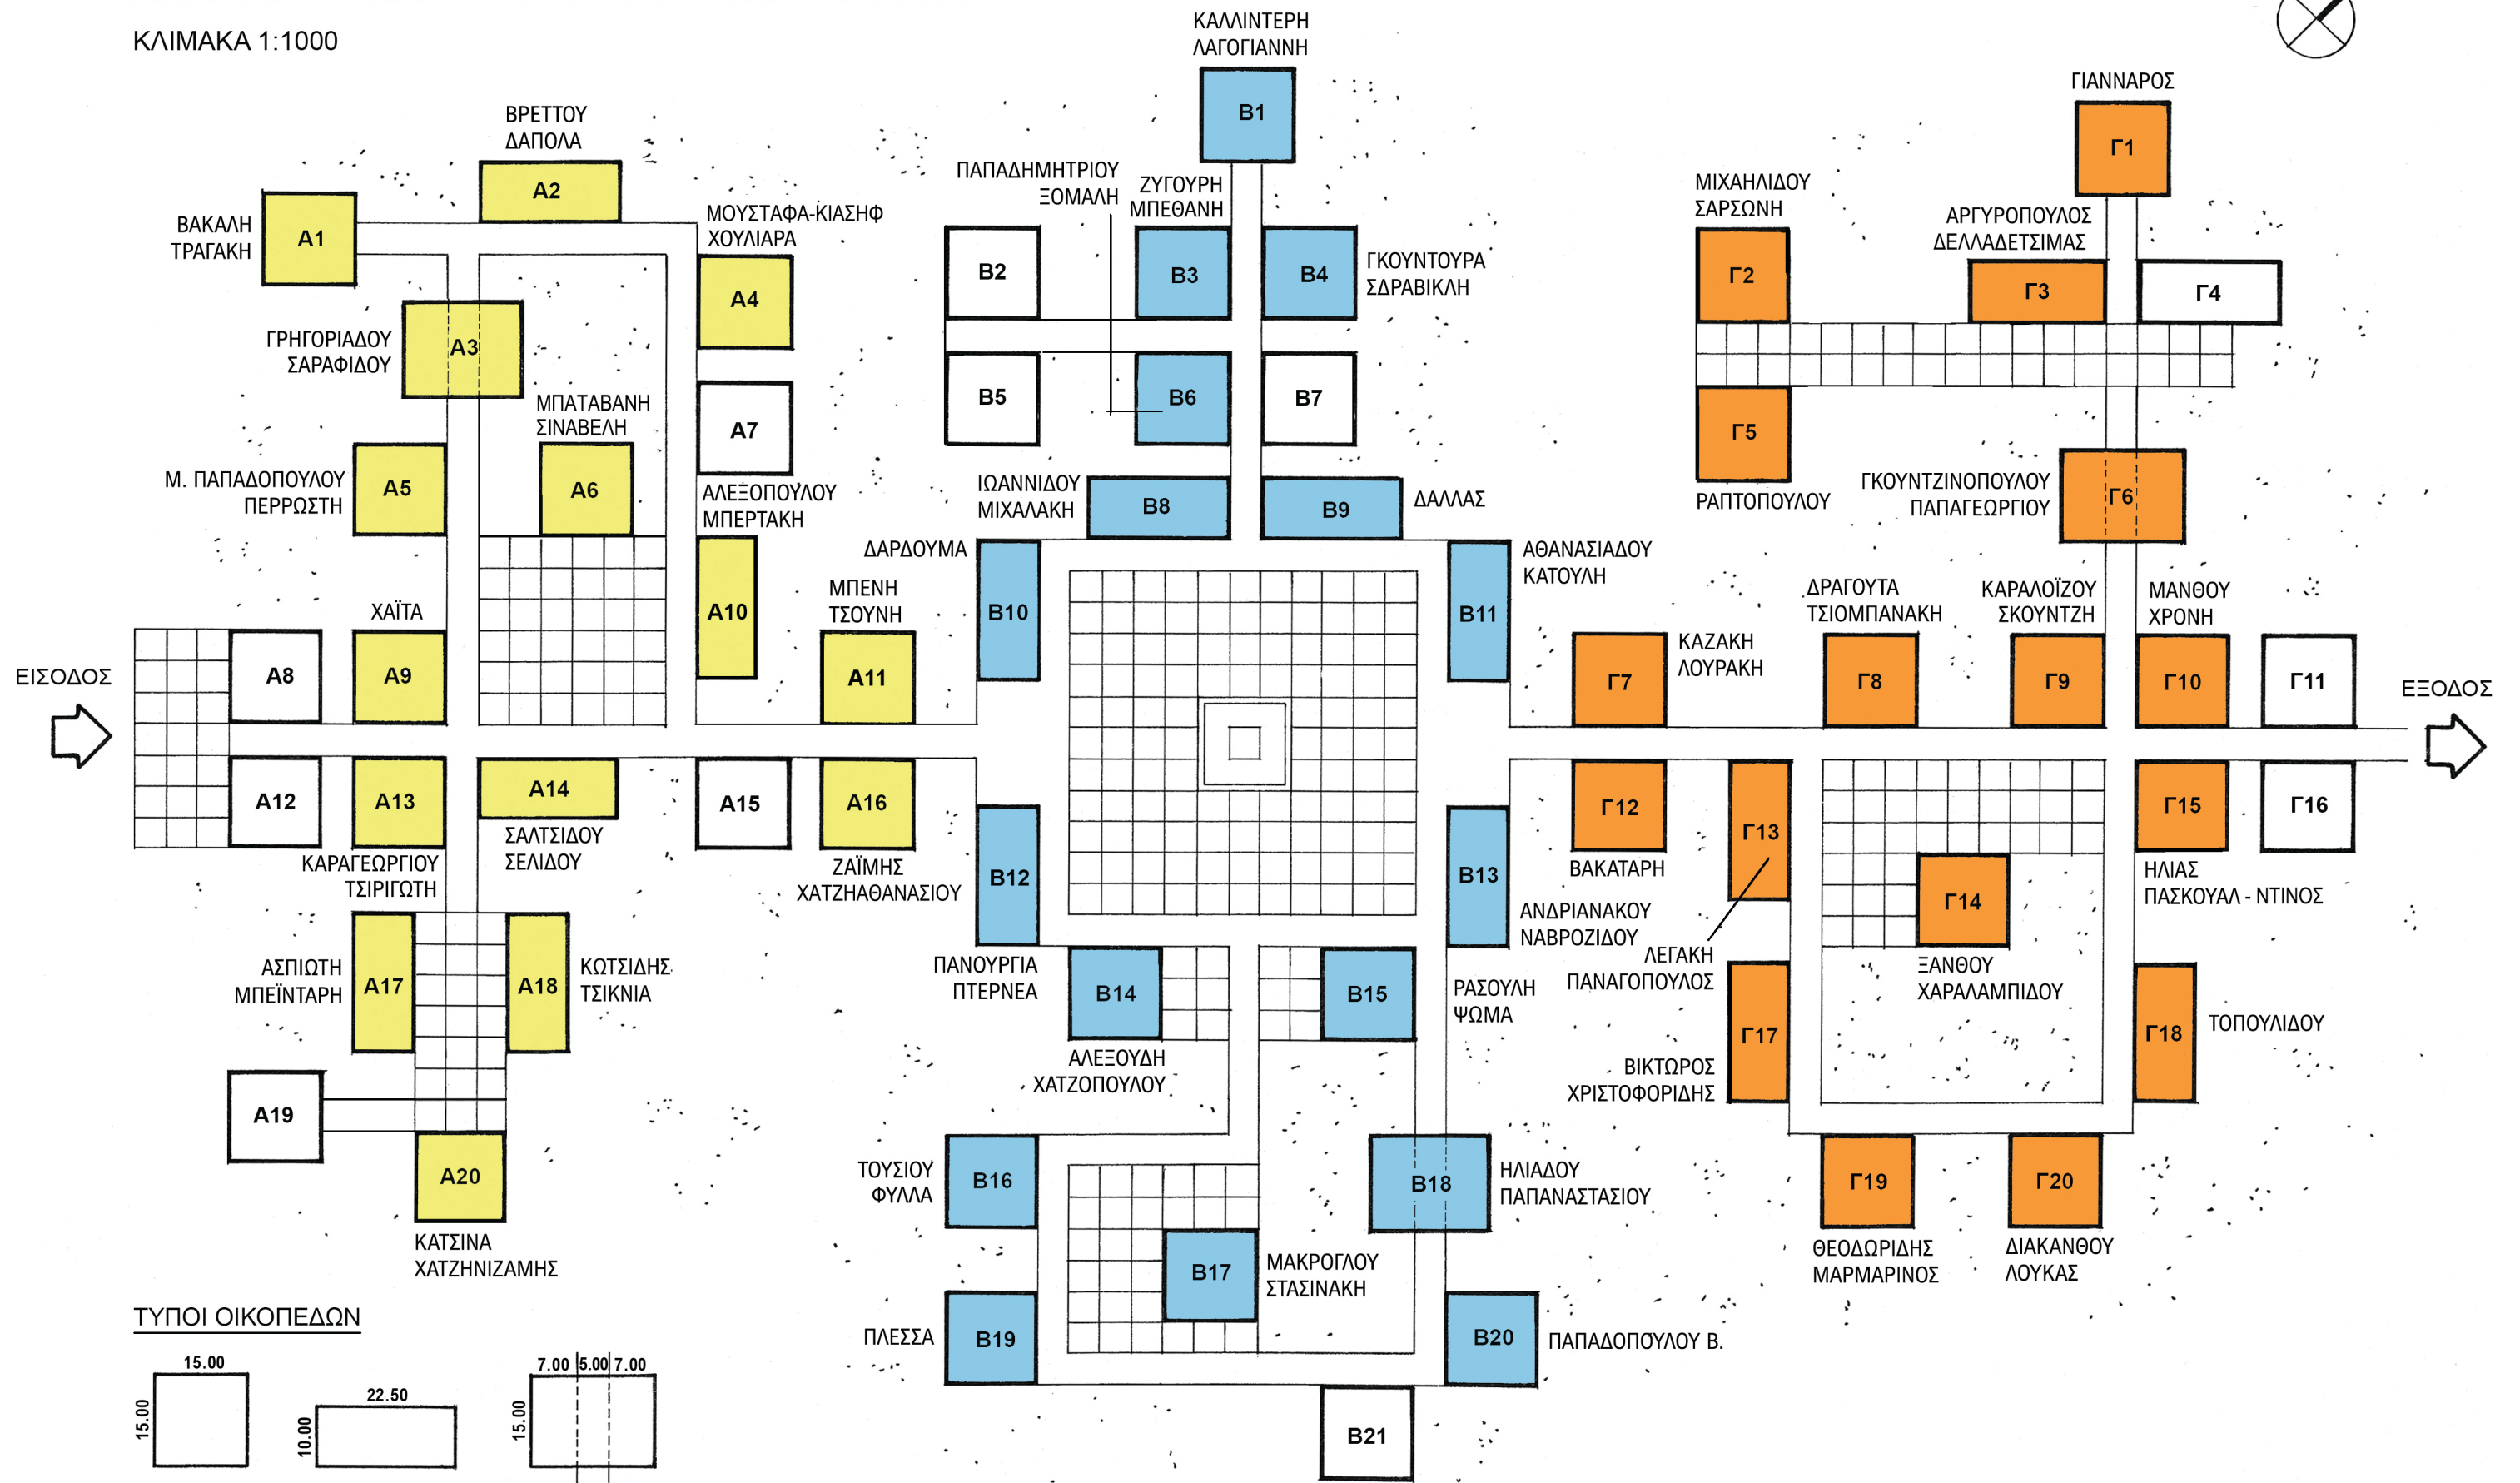 ΚΛΙΜΑΚΑ 1:1000
ΚΑΛΛΙΝΤΕΡΗ
ΛΑΓΟΓΙΑΝΝΗ
Β1
ΓΙΑΝΝΑΡΟΣ
Γ1
ΒΡΕΤΤΟΥ
ΔΑΠΟΛΑ
Α2
ΒΑΚΑΛΗ
ΤΡΑΓΑΚΗ
Α1
ΜΟΥΣΤΑΦΑ-ΚΙΑΣΗΦ
ΧΟΥΛΙΑΡΑ
Α4
ΓΡΗΓΟΡΙΑΔΟΥ
ΣΑΡΑΦΙΔΟΥ
Α3
Α7
ΜΠΑΤΑΒΑΝΗ
ΣΙΝΑΒΕΛΗ
Α6
Μ. ΠΑΠΑΔΟΠΟΥΛΟΥ
ΠΕΡΡΩΣΤΗ
Α5
ΑΛΕΞΟΠΟΥΛΟΥ
ΜΠΕΡΤΑΚΗ
Α10
ΧΑΪΤΑ
Α9
Α8
ΜΠΕΝΗ
ΤΣΟΥΝΗ
Α11
ΕΙΣΟΔΟΣ
Α12
Α13
ΚΑΡΑΓΕΩΡΓΙΟΥ
ΤΣΙΡΙΓΩΤΗ
Α14
ΣΑΛΤΣΙΔΟΥ
ΣΕΛΙΔΟΥ
Α15
Α16
ΖΑΪΜΗΣ
ΧΑΤΖΗΑΘΑΝΑΣΙΟΥ
ΑΣΠΙΩΤΗ
ΜΠΕΪΝΤΑΡΗ
Α17
Α18
ΚΩΤΣΙΔΗΣ
ΤΣΙΚΝΙΑ
Α19
Α20
ΚΑΤΣΙΝΑ
ΧΑΤΖΗΝΙΖΑΜΗΣ
ΠΑΠΑΔΗΜΗΤΡΙΟΥ
ΞΟΜΑΛΗ
ΖΥΓΟΥΡΗ
ΜΠΕΘΑΝΗ
Β2
Β3
Β4
ΓΚΟΥΝΤΟΥΡΑ
ΣΔΡΑΒΙΚΛΗ
Β5
Β6
Β7
ΙΩΑΝΝΙΔΟΥ
ΜΙΧΑΛΑΚΗ
Β8
Β9
ΔΑΛΛΑΣ
ΔΑΡΔΟΥΜΑ
Β10
Β11
ΑΘΑΝΑΣΙΑΔΟΥ
ΚΑΤΟΥΛΗ
Β12
ΠΑΝΟΥΡΓΙΑ
ΠΤΕΡΝΕΑ
Β13
ΑΝΔΡΙΑΝΑΚΟΥ
ΝΑΒΡΟΖΙΔΟΥ
Β14
ΑΛΕΞΟΥΔΗ
ΧΑΤΖΟΠΟΥΛΟΥ
Β15
ΡΑΣΟΥΛΗ
ΨΩΜΑ
ΤΟΥΣΙΟΥ
ΦΥΛΛΑ
Β16
Β18
ΗΛΙΑΔΟΥ
ΠΑΠΑΝΑΣΤΑΣΙΟΥ
Β17
ΜΑΚΡΟΓΛΟΥ
ΣΤΑΣΙΝΑΚΗ
ΠΛΕΣΣΑ
Β19
Β20
ΠΑΠΑΔΟΠΟΥΛΟΥ Β.
Β21
ΜΙΧΑΗΛΙΔΟΥ
ΣΑΡΣΩΝΗ
Γ2
ΑΡΓΥΡΟΠΟΥΛΟΣ
ΔΕΛΛΑΔΕΤΣΙΜΑΣ
Γ3
Γ4
Γ5
ΡΑΠΤΟΠΟΥΛΟΥ
ΓΚΟΥΝΤΖΙΝΟΠΟΥΛΟΥ
ΠΑΠΑΓΕΩΡΓΙΟΥ
Γ6
Γ7
ΚΑΖΑΚΗ
ΛΟΥΡΑΚΗ
ΔΡΑΓΟΥΤΑ
ΤΣΙΟΜΠΑΝΑΚΗ
Γ8
ΚΑΡΑΛΟΪΖΟΥ
ΣΚΟΥΝΤΖΗ
Γ9
ΜΑΝΘΟΥ
ΧΡΟΝΗ
Γ10
Γ11
ΕΞΟΔΟΣ
Γ12
ΒΑΚΑΤΑΡΗ
Γ13
ΛΕΓΑΚΗ
ΠΑΝΑΓΟΠΟΥΛΟΣ
Γ14
ΞΑΝΘΟΥ
ΧΑΡΑΛΑΜΠΙΔΟΥ
Γ15
ΗΛΙΑΣ
ΠΑΣΚΟΥΑΛ - ΝΤΙΝΟΣ
Γ16
Γ17
ΒΙΚΤΩΡΟΣ
ΧΡΙΣΤΟΦΟΡΙΔΗΣ
Γ18
ΤΟΠΟΥΛΙΔΟΥ
Γ19
ΘΕΟΔΩΡΙΔΗΣ
ΜΑΡΜΑΡΙΝΟΣ
Γ20
ΔΙΑΚΑΝΘΟΥ
ΛΟΥΚΑΣ
ΤΥΠΟΙ ΟΙΚΟΠΕΔΩΝ
15.00
15.00
22.50
10.00
7.00 5.00 7.00
15.00